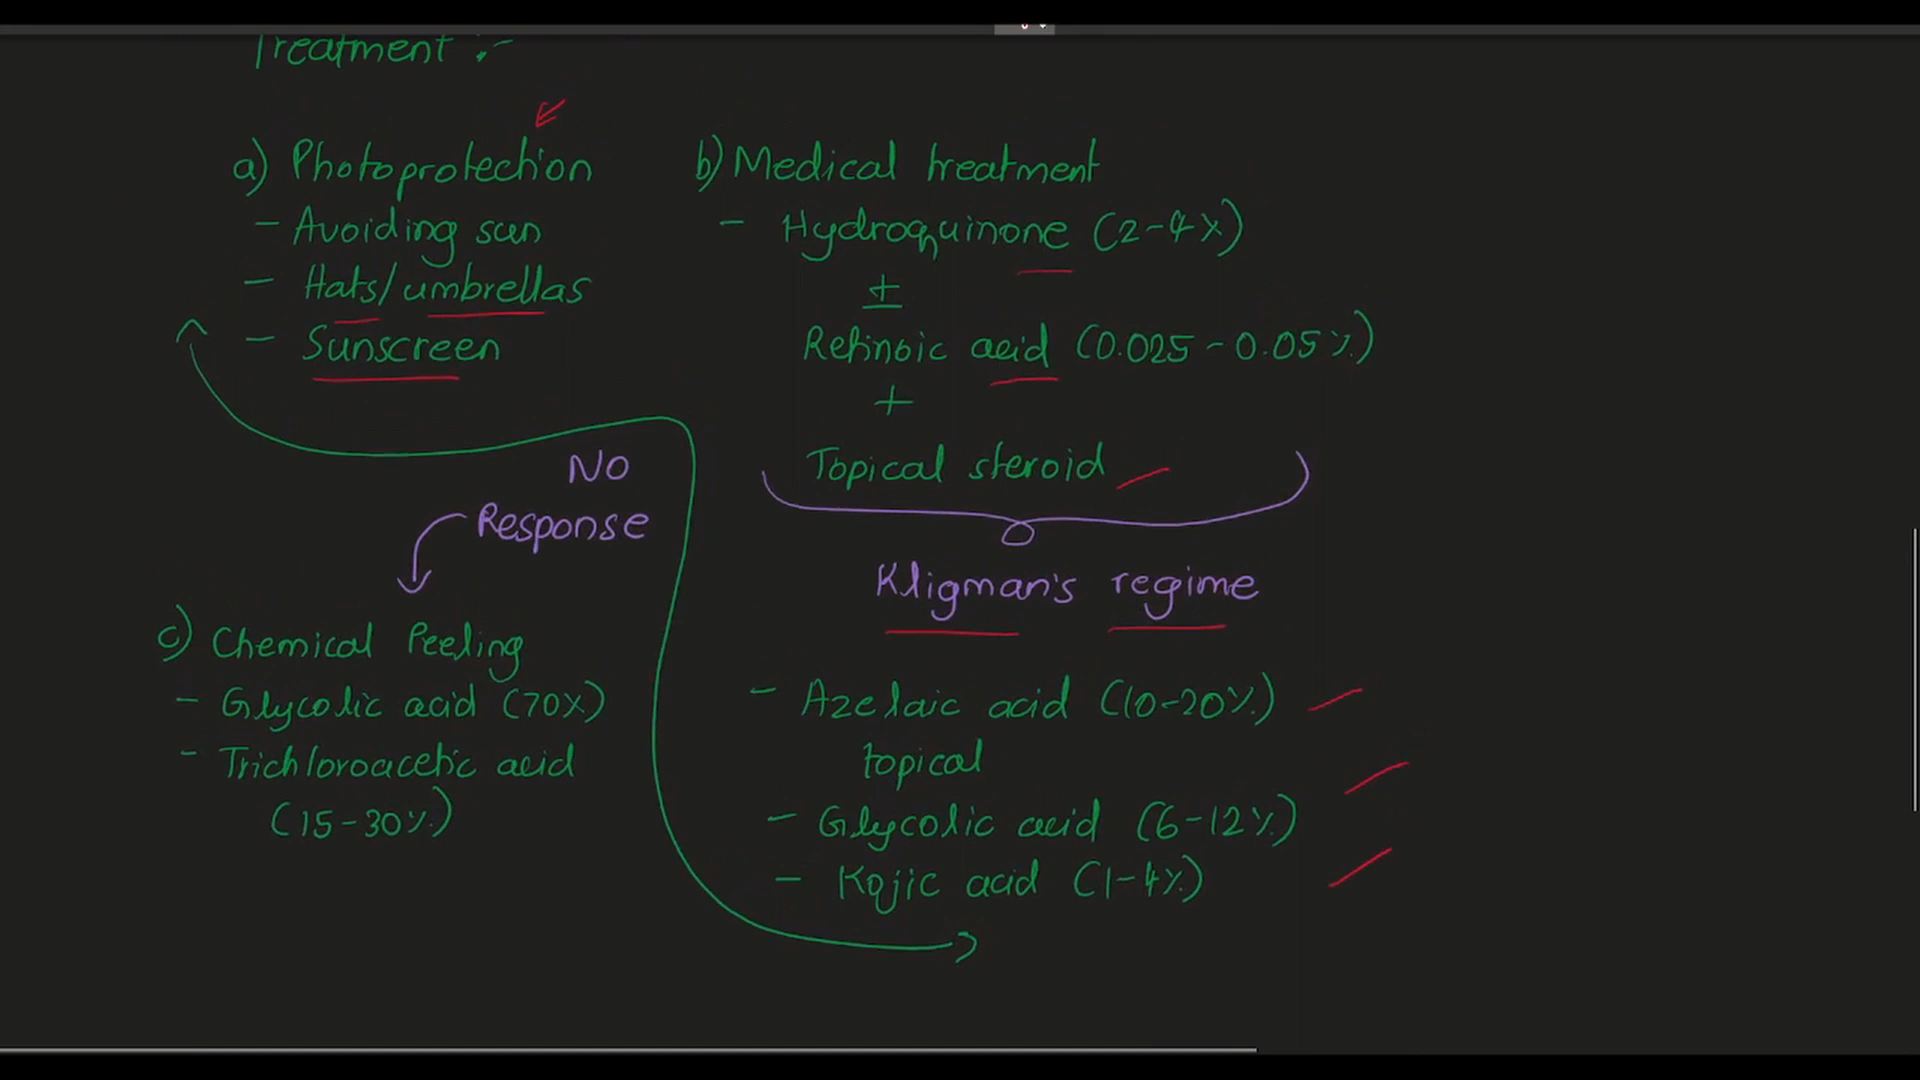 Treatment :-
a) Photoprotection
- Avoiding sun
- Hats/umbrellas
- Sunscreen
b) Medical treatment
- Hydroquinone (2-4%)
±
Retinoic acid (0.025 - 0.05%)
+
Topical steroid
Kligman's regime
- Azelaic acid (10-20%)
topical
- Glycolic acid (6-12%)
- Kojic acid (1-4%)
No
Response
c) Chemical Peeling
- Glycolic acid (70%)
- Trichloroacetic acid
(15-30%)